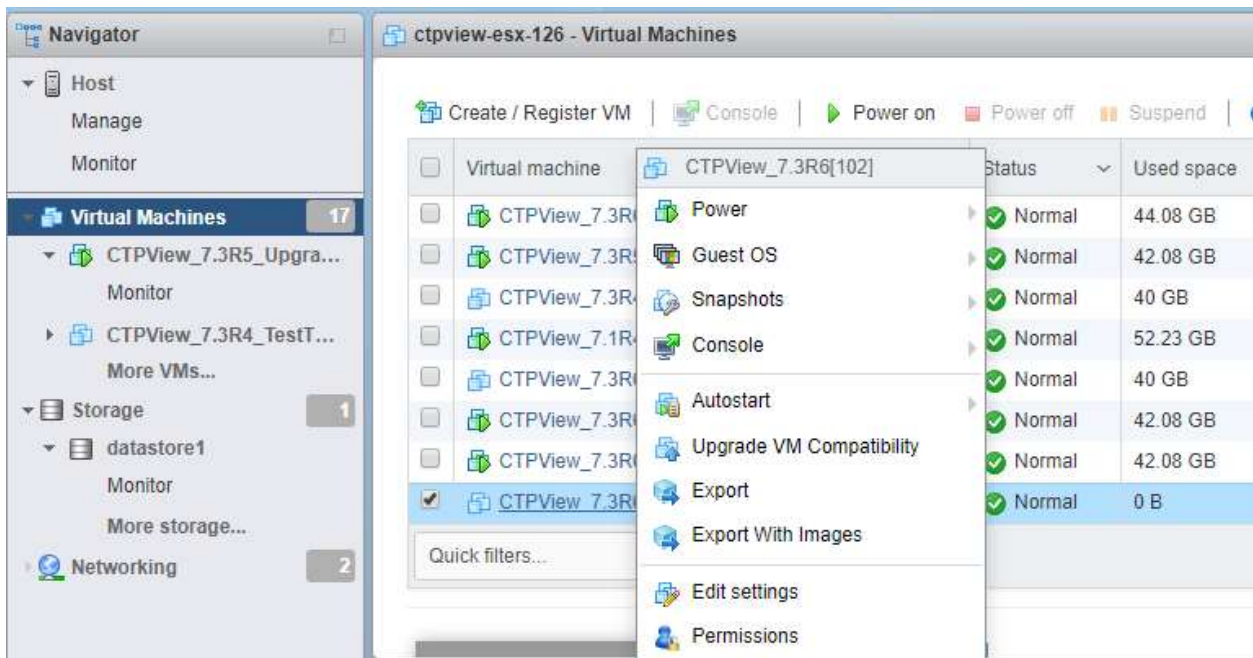 Navigator
Host
Manage
Monitor
Virtual Machines 17
CTPView_7.3R5_Upgra...
Monitor
CTPView_7.3R4_TestT...
More VMs...
Storage 1
datastore1
Monitor
More storage...
Networking 2
ctpview-esx-126 - Virtual Machines
Create / Register VM | Console | Power on Power off Suspend |
Virtual machine Status Used space
CTPView_7.3R Normal 44.08 GB
CTPView_7.3R5 Normal 42.08 GB
CTPView_7.3R4 Normal 40 GB
CTPView_7.1R4 Normal 52.23 GB
CTPView_7.3R Normal 40 GB
CTPView_7.3R Normal 42.08 GB
CTPView_7.3R Normal 42.08 GB
CTPView_7.3R Normal 0 B
Quick filters...
CTPView_7.3R6[102]
Power
Guest OS
Snapshots
Console
Autostart
Upgrade VM Compatibility
Export
Export With Images
Edit settings
Permissions